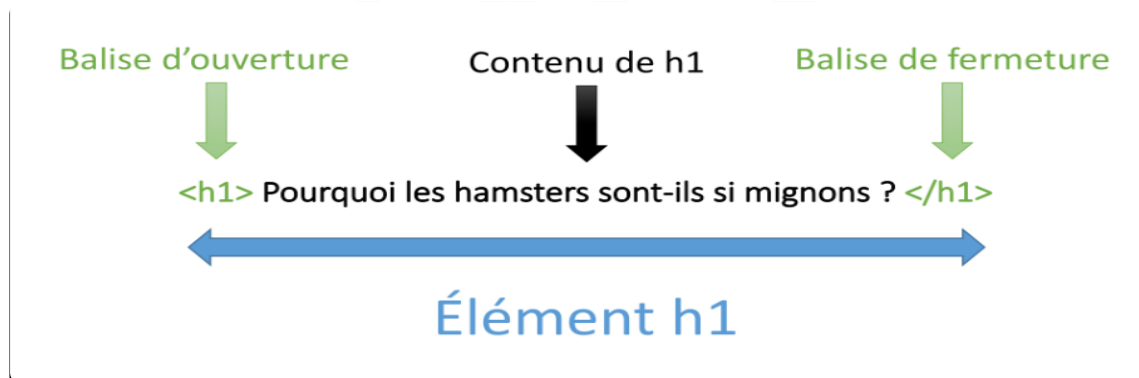 Balise d'ouverture
Contenu de h1
Balise de fermeture
<h1> Pourquoi les hamsters sont-ils si mignons ? </h1>
Élément h1